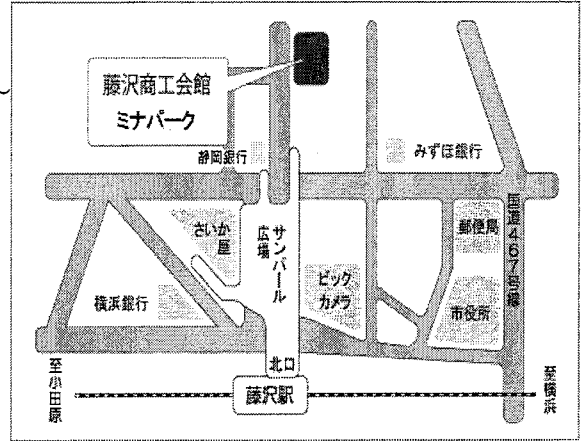 藤沢商工会館
ミナパーク
静岡銀行
みずほ銀行
さいか
屋
サンパール
広場
国道467号線
郵便局
ビック
カメラ
横浜銀行
市役所
北口
至小田原
藤沢駅
至横浜